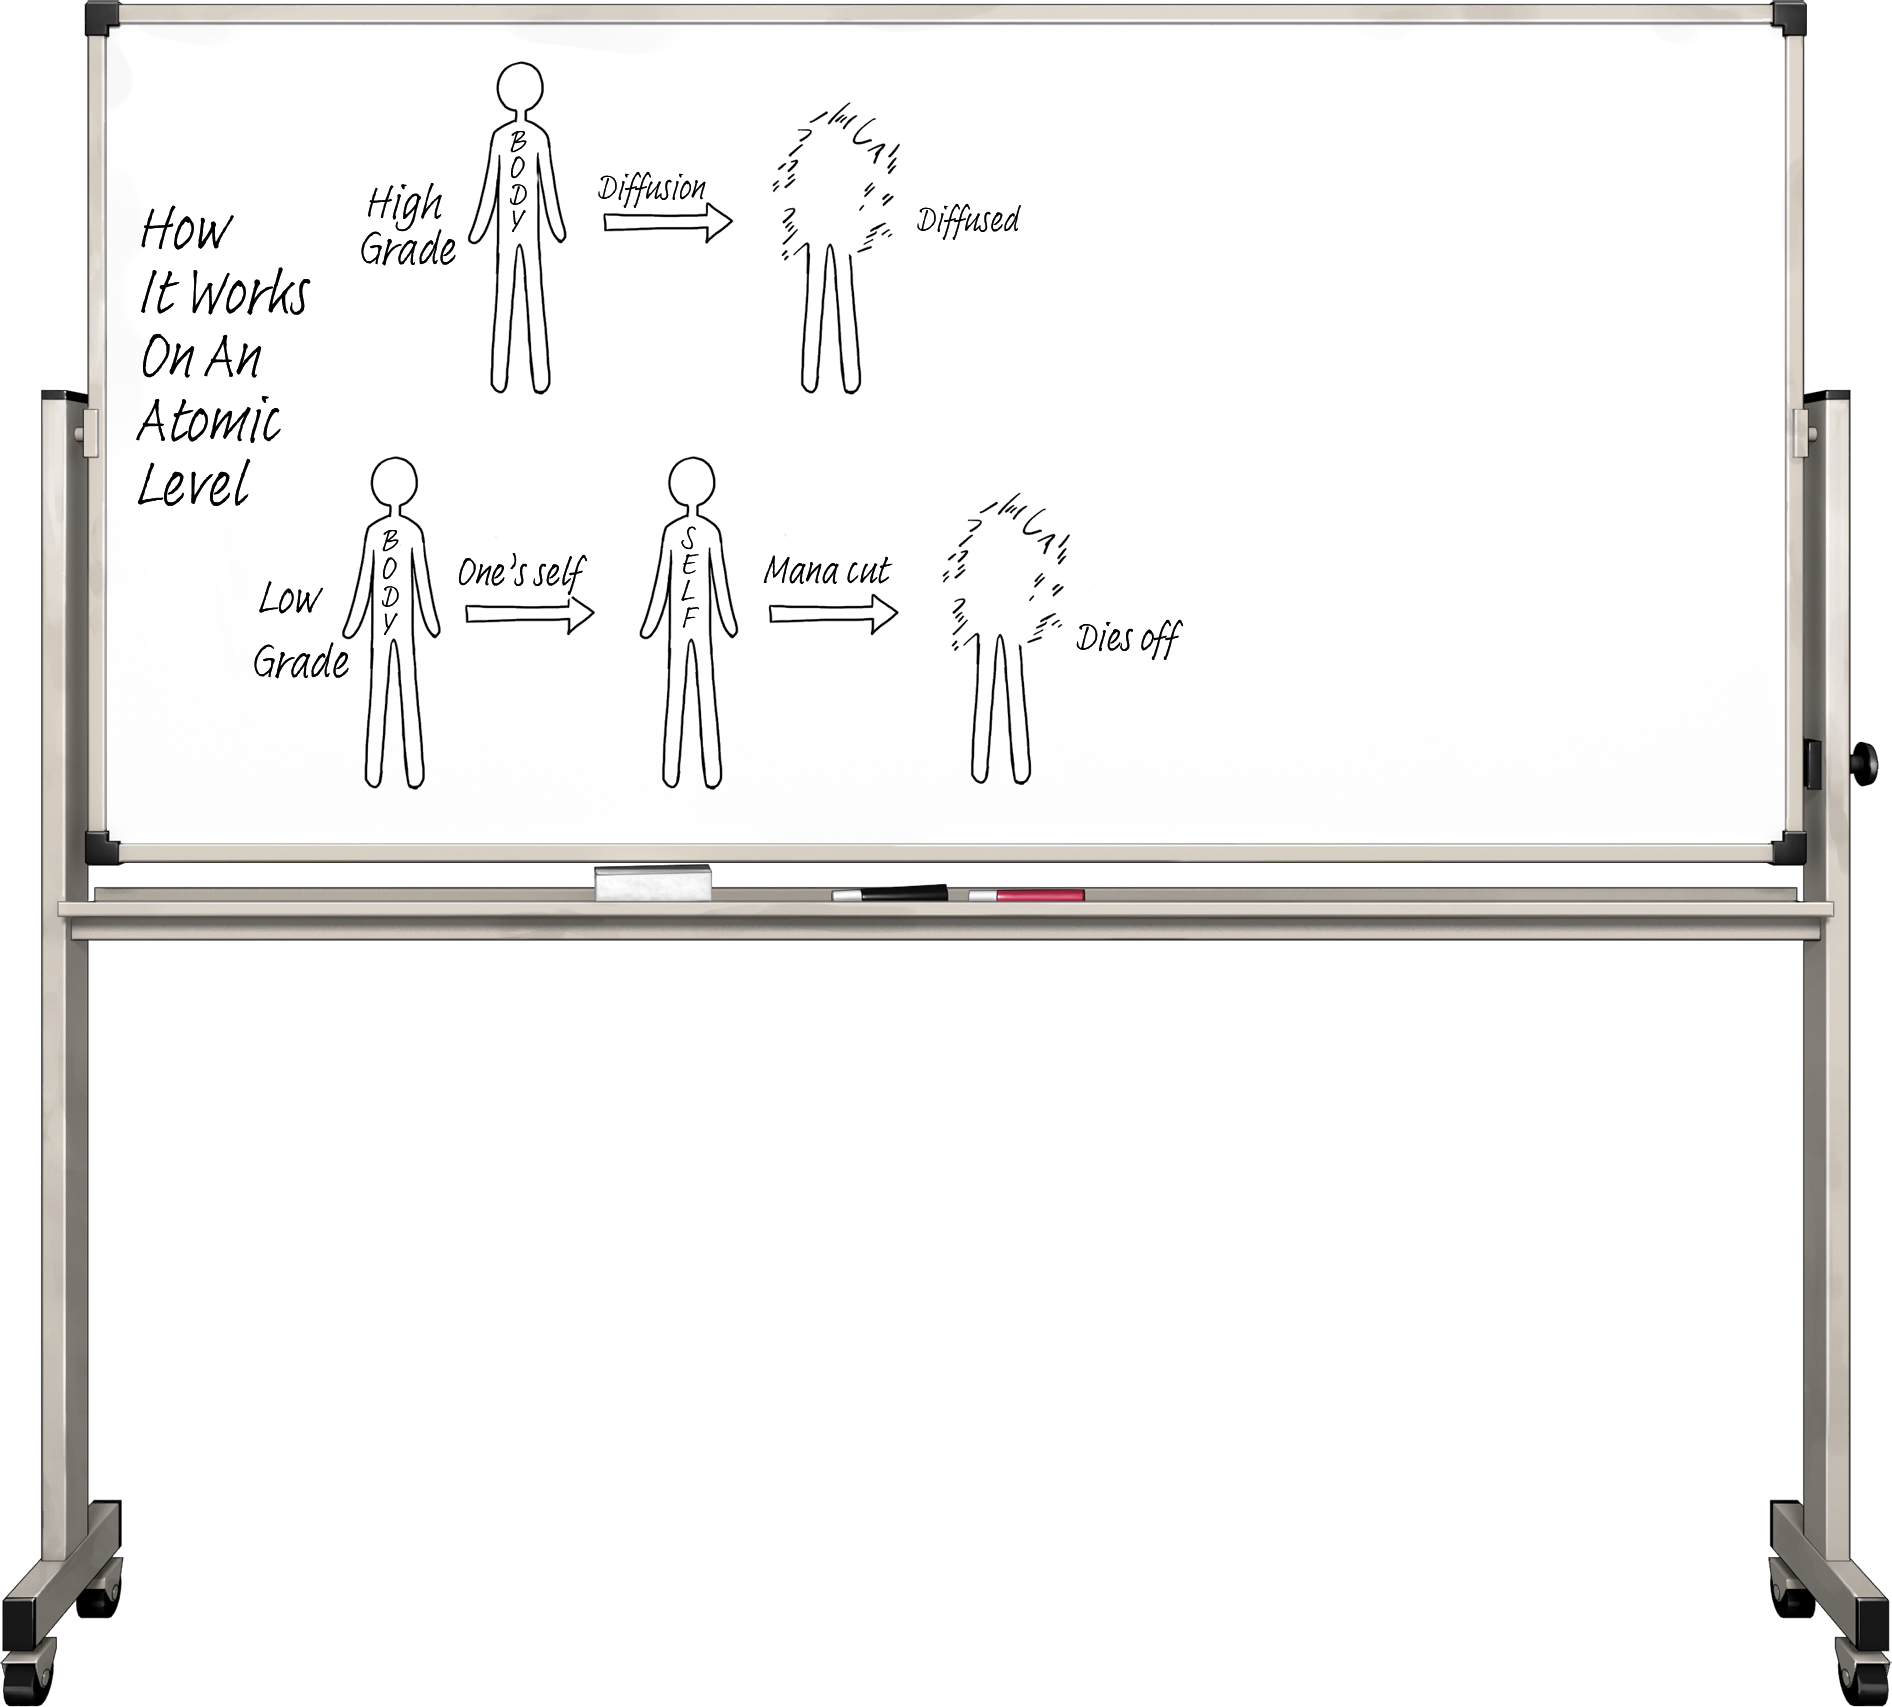 How
It Works
On An
Atomic
Level
High
Grade
BODY
Diffusion
Diffused
Low
Grade
BODY
One's self
SELF
Mana cut
Dies off